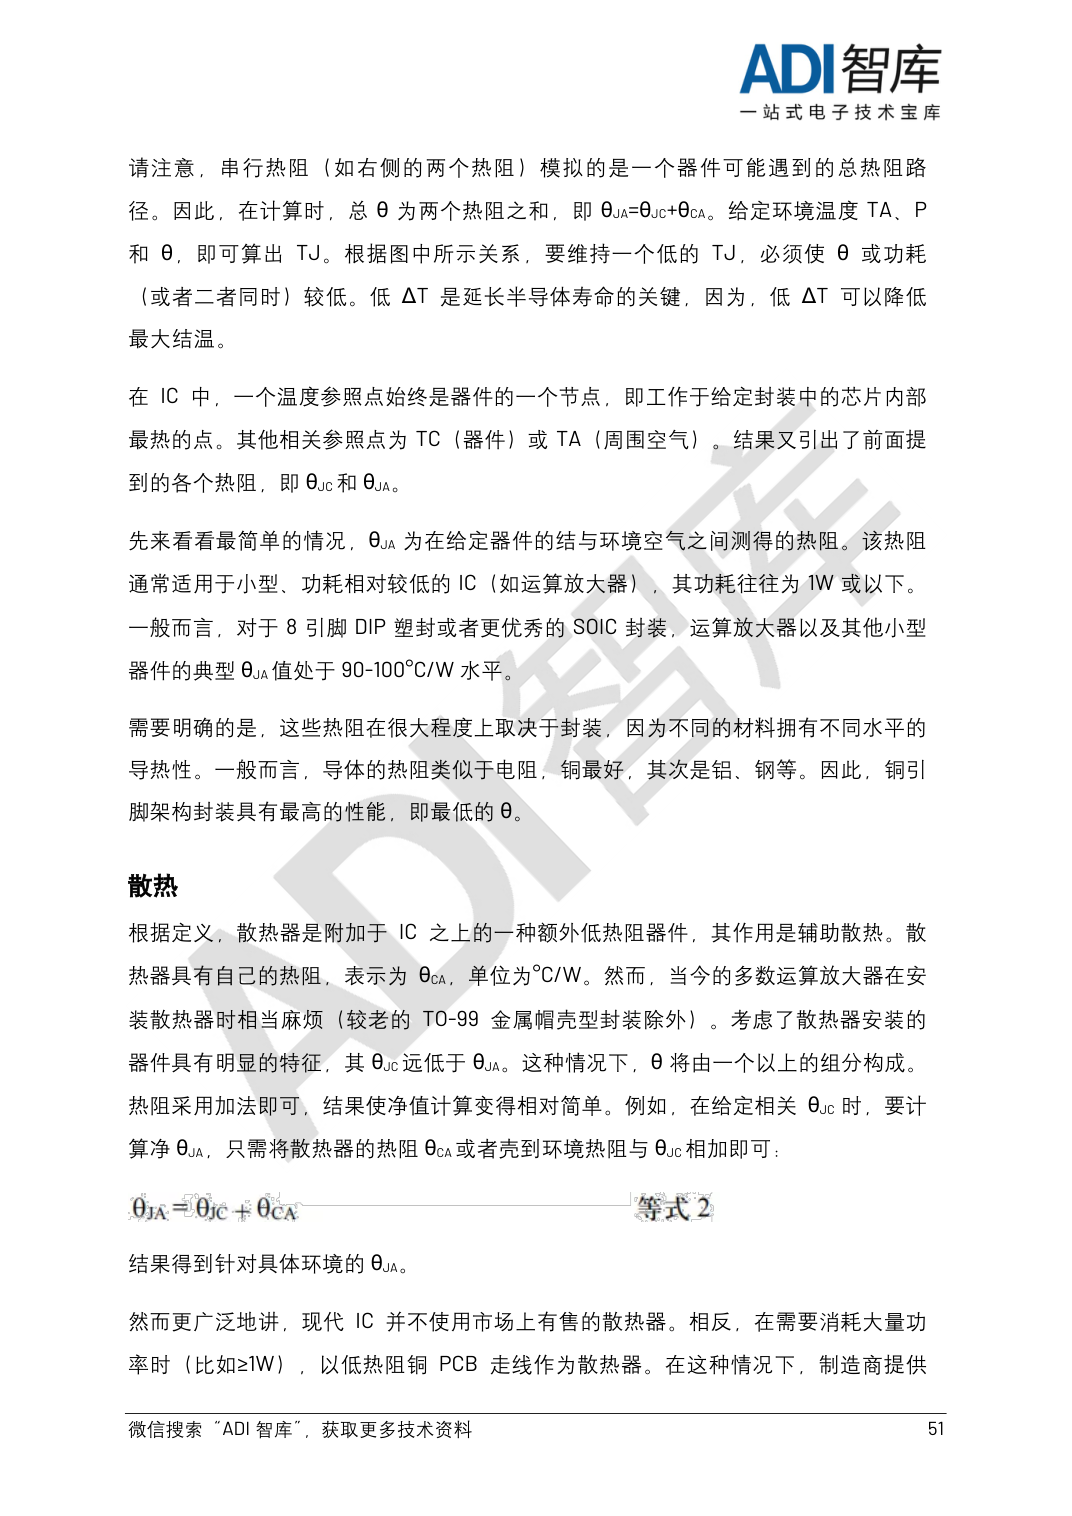 ADI智库
一站式电子技术宝库
请注意，串行热阻（如右侧的两个热阻）模拟的是一个器件可能遇到的总热阻路
径。因此，在计算时，总 θ 为两个热阻之和，即 θJA=θJC+θCA。给定环境温度 TA、P
和 θ，即可算出 TJ。根据图中所示关系，要维持一个低的 TJ，必须使 θ 或功耗
（或者二者同时）较低。低 ΔT 是延长半导体寿命的关键，因为，低 ΔT 可以降低
最大结温。
在 IC 中，一个温度参照点始终是器件的一个节点，即工作于给定封装中的芯片内部
最热的点。其他相关参照点为 TC（器件）或 TA（周围空气）。结果又引出了前面提
到的各个热阻，即 θJC 和 θJA。
先来看看最简单的情况，θJA 为在给定器件的结与环境空气之间测得的热阻。该热阻
通常适用于小型、功耗相对较低的 IC（如运算放大器），其功耗往往为 1W 或以下。
一般而言，对于 8 引脚 DIP 塑封或者更优秀的 SOIC 封装，运算放大器以及其他小型
器件的典型 θJA 值处于 90-100°C/W 水平。
需要明确的是，这些热阻在很大程度上取决于封装，因为不同的材料拥有不同水平的
导热性。一般而言，导体的热阻类似于电阻，铜最好，其次是铝、钢等。因此，铜引
脚架构封装具有最高的性能，即最低的 θ。
散热
根据定义，散热器是附加于 IC 之上的一种额外低热阻器件，其作用是辅助散热。散
热器具有自己的热阻，表示为 θCA，单位为°C/W。然而，当今的多数运算放大器在安
装散热器时相当麻烦（较老的 TO-99 金属帽壳型封装除外）。考虑了散热器安装的
器件具有明显的特征，其 θJC 远低于 θJA。这种情况下，θ 将由一个以上的组分构成。
热阻采用加法即可，结果使净值计算变得相对简单。例如，在给定相关 θJC 时，要计
算净 θJA，只需将散热器的热阻 θCA 或者壳到环境热阻与 θJC 相加即可：
θJA = θJC + θCA 等式 2
结果得到针对具体环境的 θJA。
然而更广泛地讲，现代 IC 并不使用市场上有售的散热器。相反，在需要消耗大量功
率时（比如≥1W），以低热阻铜 PCB 走线作为散热器。在这种情况下，制造商提供
微信搜索“ADI 智库”，获取更多技术资料 51
ADI智库